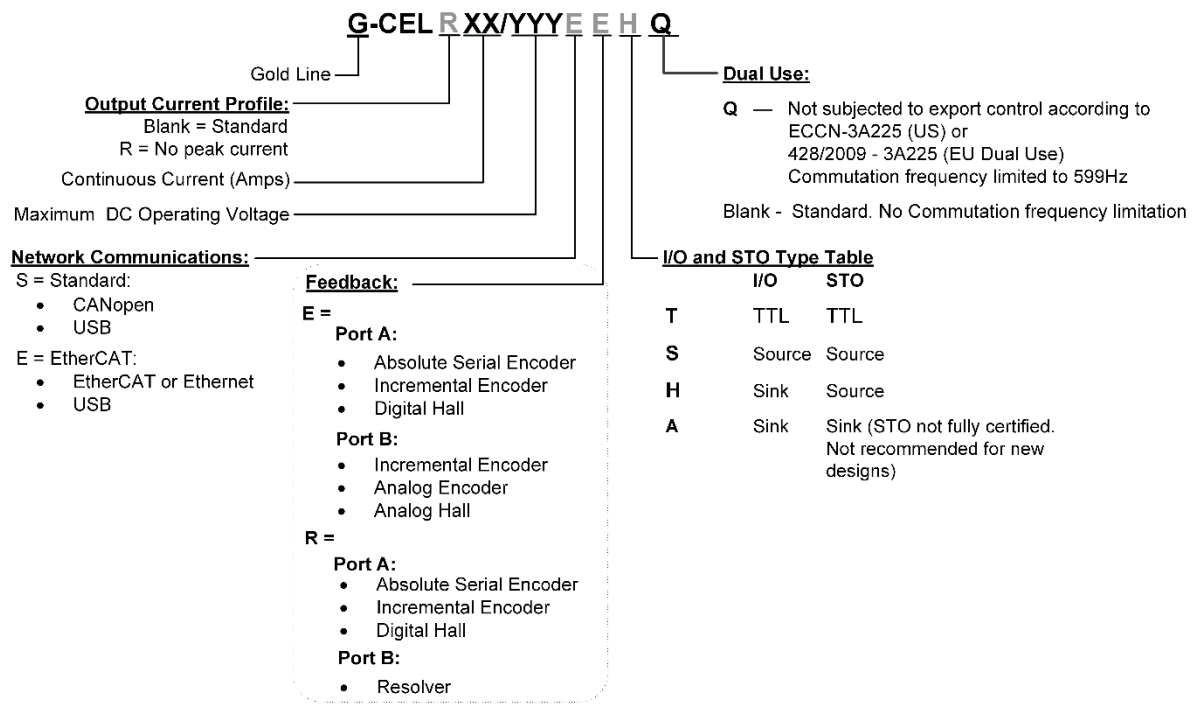 G-CEL R XX/YYY E E H Q
Gold Line
Output Current Profile:
Blank = Standard
R = No peak current
Continuous Current (Amps)
Maximum DC Operating Voltage
Network Communications:
S = Standard:
• CANopen
• USB
E = EtherCAT:
• EtherCAT or Ethernet
• USB
Feedback:
E =
Port A:
• Absolute Serial Encoder
• Incremental Encoder
• Digital Hall
Port B:
• Incremental Encoder
• Analog Encoder
• Analog Hall
R =
Port A:
• Absolute Serial Encoder
• Incremental Encoder
• Digital Hall
Port B:
• Resolver
Dual Use:
Q — Not subjected to export control according to
ECCN-3A225 (US) or
428/2009 - 3A225 (EU Dual Use)
Commutation frequency limited to 599Hz
Blank - Standard. No Commutation frequency limitation
I/O and STO Type Table
I/O STO
T TTL TTL
S Source Source
H Sink Source
A Sink Sink (STO not fully certified.
Not recommended for new
designs)